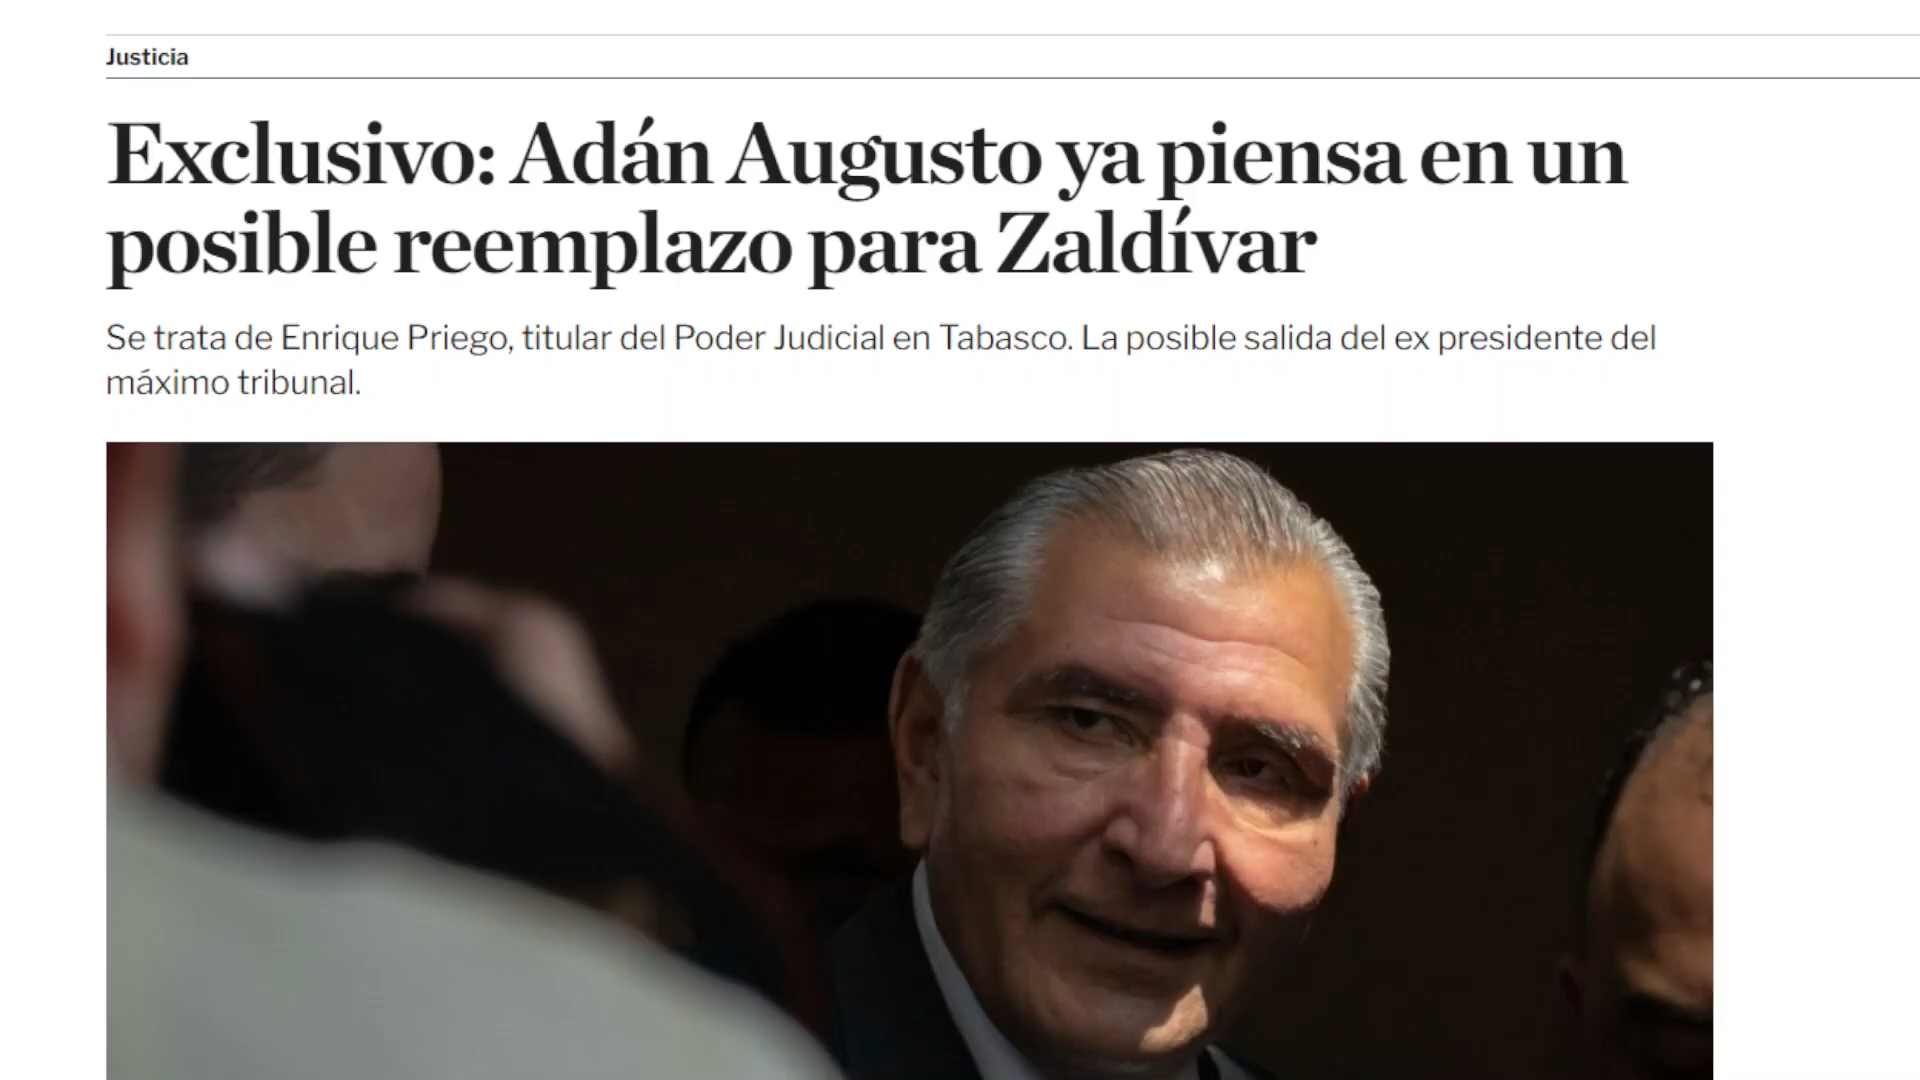 Justicia
Exclusivo: Adán Augusto ya piensa en un
posible reemplazo para Zaldívar
Se trata de Enrique Priego, titular del Poder Judicial en Tabasco. La posible salida del ex presidente del
máximo tribunal.